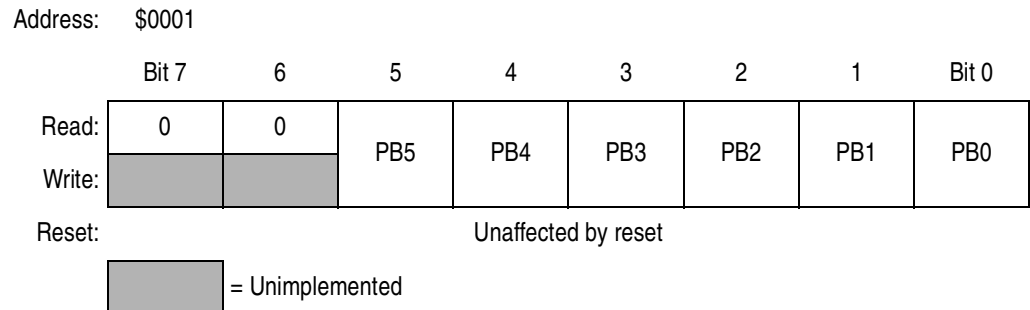 Address: $0001
Bit 7 6 5 4 3 2 1 Bit 0
Read: 0 0 PB5 PB4 PB3 PB2 PB1 PB0
Write:
Reset: Unaffected by reset
= Unimplemented